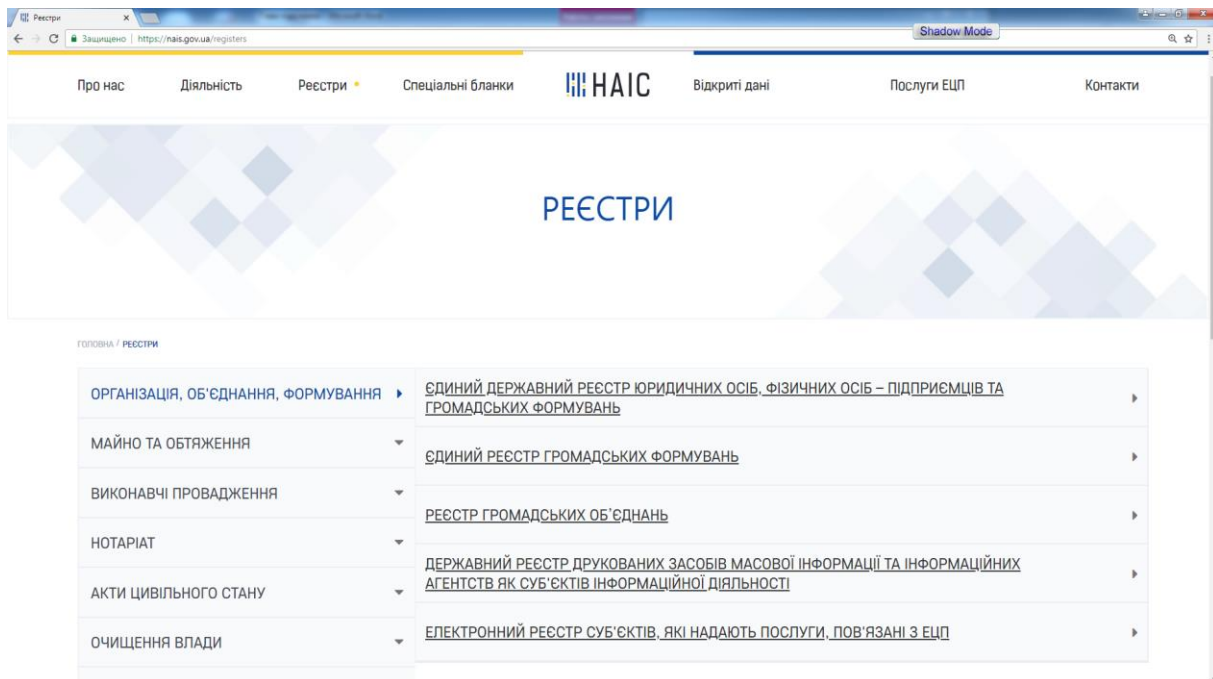 Реєстри
Shadow Mode
Защищено | https://nais.gov.ua/registers
Про нас
Діяльність
Реєстри
Спеціальні бланки
НАІС
Відкриті дані
Послуги ЕЦП
Контакти
РЕЄСТРИ
ГОЛОВНА / РЕЄСТРИ
ОРГАНІЗАЦІЯ, ОБ'ЄДНАННЯ, ФОРМУВАННЯ
МАЙНО ТА ОБТЯЖЕННЯ
ВИКОНАВЧІ ПРОВАДЖЕННЯ
НОТАРІАТ
АКТИ ЦИВІЛЬНОГО СТАНУ
ОЧИЩЕННЯ ВЛАДИ
ЄДИНИЙ ДЕРЖАВНИЙ РЕЄСТР ЮРИДИЧНИХ ОСІБ, ФІЗИЧНИХ ОСІБ – ПІДПРИЄМЦІВ ТА
ГРОМАДСЬКИХ ФОРМУВАНЬ
ЄДИНИЙ РЕЄСТР ГРОМАДСЬКИХ ФОРМУВАНЬ
РЕЄСТР ГРОМАДСЬКИХ ОБ`ЄДНАНЬ
ДЕРЖАВНИЙ РЕЄСТР ДРУКОВАНИХ ЗАСОБІВ МАСОВОЇ ІНФОРМАЦІЇ ТА ІНФОРМАЦІЙНИХ
АГЕНТСТВ ЯК СУБ'ЄКТІВ ІНФОРМАЦІЙНОЇ ДІЯЛЬНОСТІ
ЕЛЕКТРОННИЙ РЕЄСТР СУБ'ЄКТІВ, ЯКІ НАДАЮТЬ ПОСЛУГИ, ПОВ'ЯЗАНІ З ЕЦП